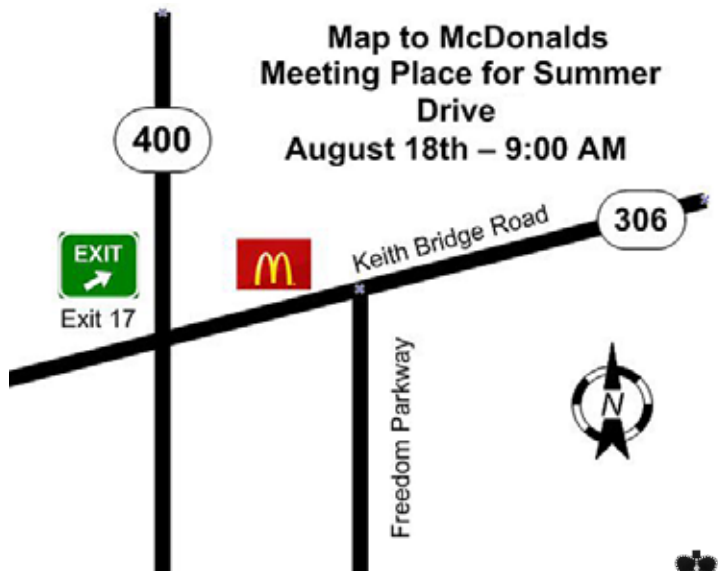 Map to McDonalds
Meeting Place for Summer
Drive
August 18th – 9:00 AM
400
306
Keith Bridge Road
EXIT
Exit 17
Freedom Parkway
N